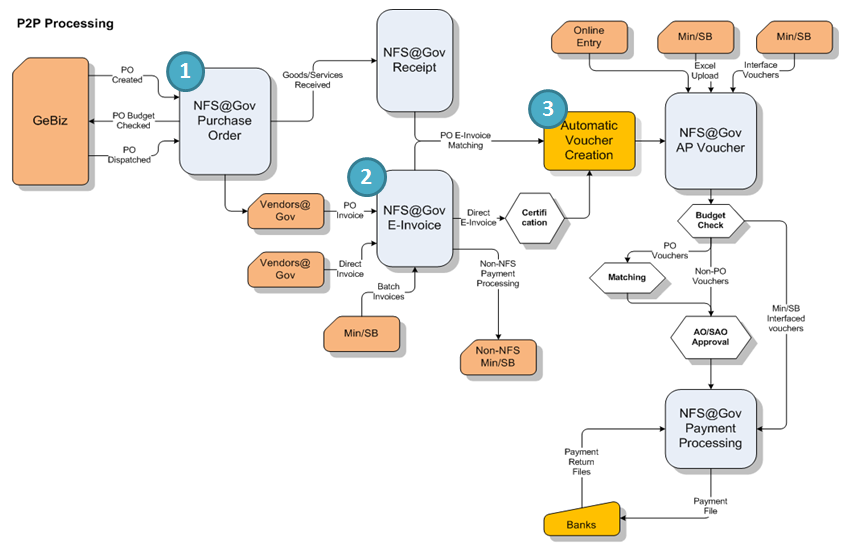 P2P Processing
GeBiz
PO
Created
PO Budget
Checked
PO
Dispatched
1
NFS@Gov
Purchase
Order
Goods/Services
Received
NFS@Gov
Receipt
Vendors@
Gov
PO
Invoice
Vendors@
Gov
Direct
Invoice
Batch
Invoices
Min/SB
2
NFS@Gov
E-Invoice
PO E-Invoice
Matching
Direct
E-Invoice
Certifi
cation
Non-NFS
Payment
Processing
Non-NFS
Min/SB
3
Automatic
Voucher
Creation
Online
Entry
Min/SB
Excel
Upload
Min/SB
Interface
Vouchers
NFS@Gov
AP Voucher
Budget
Check
PO
Vouchers
Matching
Non-PO
Vouchers
Min/SB
Interfaced
vouchers
AO/SAO
Approval
NFS@Gov
Payment
Processing
Payment
Return
Files
Payment
File
Banks